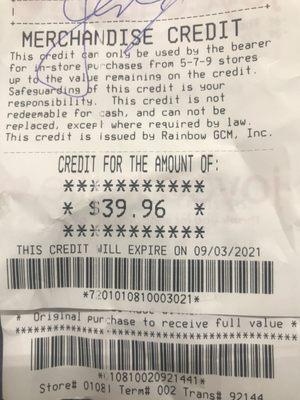 MERCHANDISE CREDIT
This credit can only be used by the bearer
for in-store purchases from 5-7-9 stores
up to the value remaining on the credit.
Safeguarding of this credit is your
responsibility. This credit is not
redeemable for cash, and can not be
replaced, except where required by law.
This credit is issued by Rainbow GCM, Inc.
CREDIT FOR THE AMOUNT OF:
************
* $39.96 *
************
THIS CREDIT WILL EXPIRE ON 09/03/2021
*7201010810003021*
* Original purchase to receive full value *
*10810020921441*
Store# 01081 Term# 002 Trans# 92144